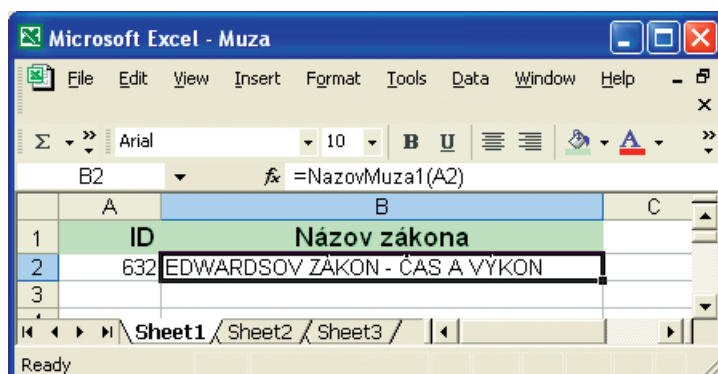 Microsoft Excel - Muza
File Edit View Insert Format Tools Data Window Help
Σ Arial 10 B U A
B2 fx =NazovMuza1(A2)
A B C
1 ID Názov zákona
2 632 EDWARDSOV ZÁKON - ČAS A VÝKON
3
Sheet1 Sheet2 Sheet3
Ready